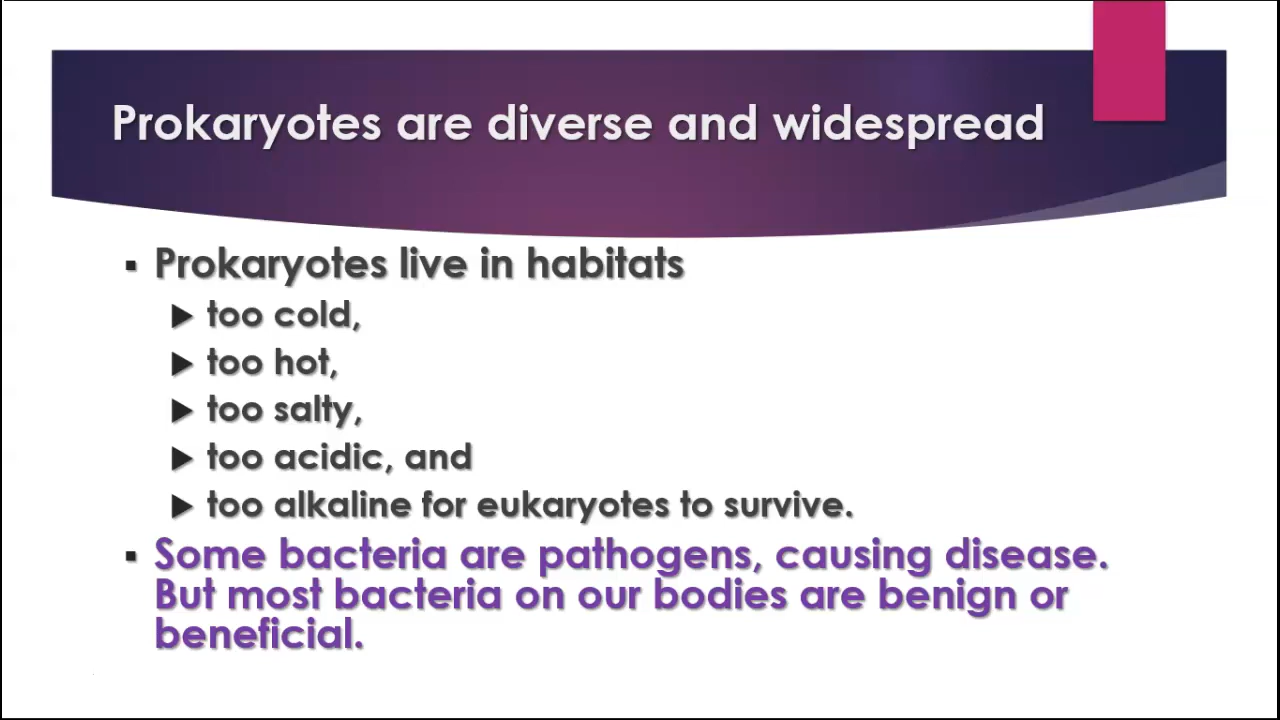 Prokaryotes are diverse and widespread
▪ Prokaryotes live in habitats
▶ too cold,
▶ too hot,
▶ too salty,
▶ too acidic, and
▶ too alkaline for eukaryotes to survive.
▪ Some bacteria are pathogens, causing disease.
But most bacteria on our bodies are benign or
beneficial.